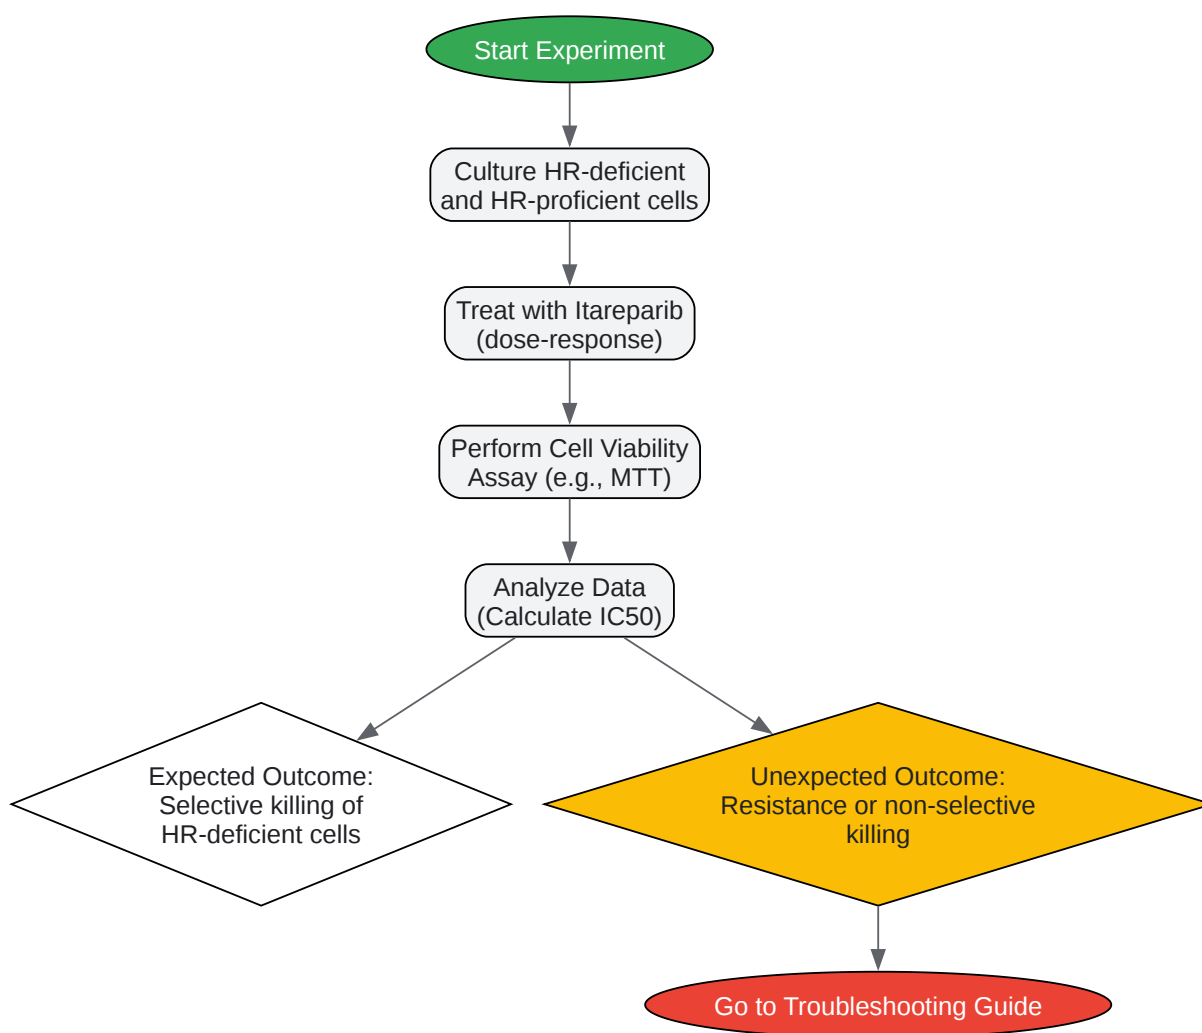 Start Experiment
Culture HR-deficient
and HR-proficient cells
Treat with Itareparib
(dose-response)
Perform Cell Viability
Assay (e.g., MTT)
Analyze Data
(Calculate IC50)
Expected Outcome:
Selective killing of
HR-deficient cells
Unexpected Outcome:
Resistance or non-selective
killing
Go to Troubleshooting Guide